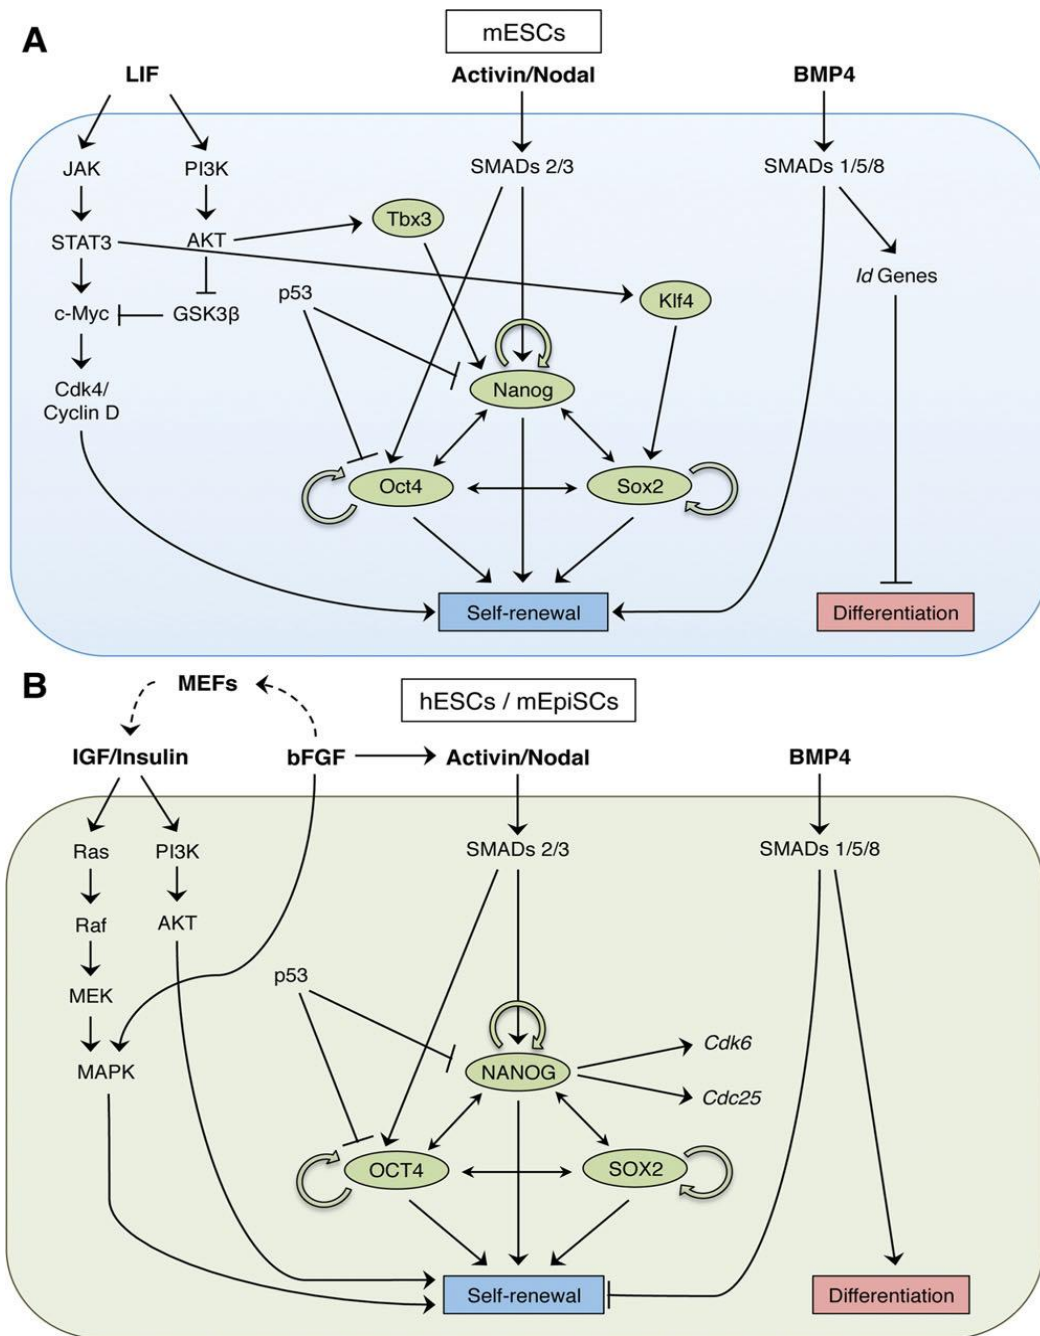 A
mESCs
LIF
Activin/Nodal
BMP4
JAK
PI3K
SMADs 2/3
SMADs 1/5/8
Tbx3
STAT3
AKT
Id Genes
p53
Klf4
c-Myc
GSK3β
Cdk4/
Cyclin D
Nanog
Oct4
Sox2
Self-renewal
Differentiation
B
MEFs
hESCs / mEpiSCs
IGF/Insulin
bFGF
Activin/Nodal
BMP4
Ras
PI3K
SMADs 2/3
SMADs 1/5/8
Raf
AKT
p53
MEK
MAPK
NANOG
Cdk6
Cdc25
OCT4
SOX2
Self-renewal
Differentiation